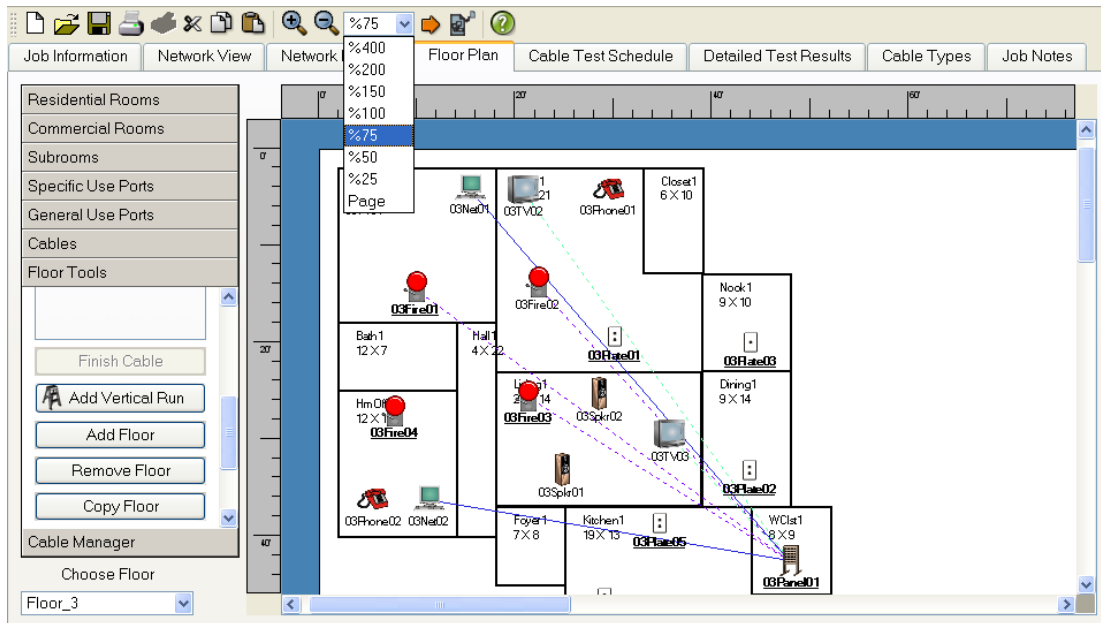 %75
%400
%200
%150
%100
%75
%50
%25
Page
Job Information
Network View
Network
Floor Plan
Cable Test Schedule
Detailed Test Results
Cable Types
Job Notes
Residential Rooms
Commercial Rooms
Subrooms
Specific Use Ports
General Use Ports
Cables
Floor Tools
Finish Cable
Add Vertical Run
Add Floor
Remove Floor
Copy Floor
Cable Manager
Choose Floor
Floor_3
0' 20' 40' 60'
0'
20'
40'
03Net01
03TV02
03Phone01
Closet1
6 X 10
03Fire01
03Fire02
Nook1
9 X 10
Bath1
12 X 7
Hall1
4 X 22
03Plate01
03Plate03
Dining1
9 X 14
12 X 1
03Fire04
03Fire03
14
03Spkr02
03TV03
03Plate02
03Spkr01
03Phone02
03Net02
Foyer1
7 X 8
Kitchen1
19 X 13
03Plate05
WClst1
8 X 9
03Panel01